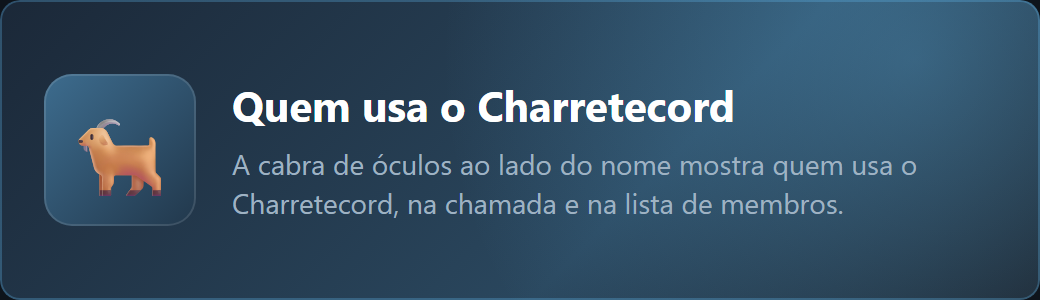 Quem usa o Charretecord
A cabra de óculos ao lado do nome mostra quem usa o
Charretecord, na chamada e na lista de membros.